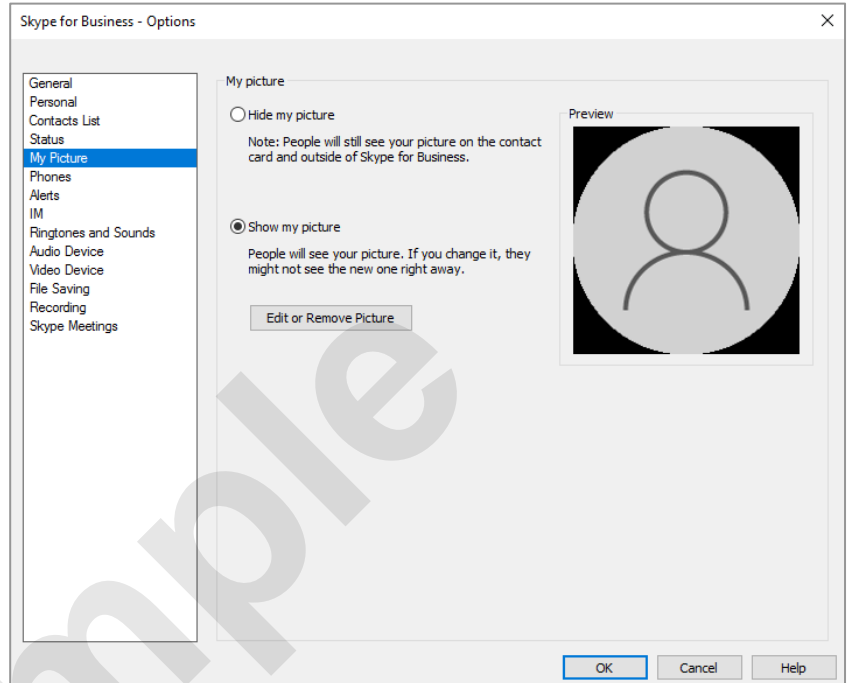 Skype for Business - Options
General
Personal
Contacts List
Status
My Picture
Phones
Alerts
IM
Ringtones and Sounds
Audio Device
Video Device
File Saving
Recording
Skype Meetings
My picture
Hide my picture
Note: People will still see your picture on the contact
card and outside of Skype for Business.
Show my picture
People will see your picture. If you change it, they
might not see the new one right away.
Edit or Remove Picture
Preview
OK
Cancel
Help
mple